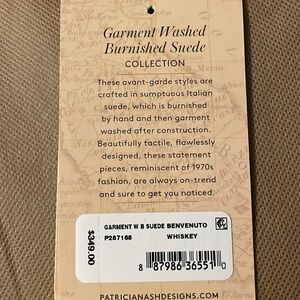 Garment Washed
Burnished Suede
COLLECTION
These avant-garde styles are
crafted in sumptuous Italian
suede, which is burnished
by hand and then garment
washed after construction.
Beautifully tactile, flawlessly
designed, these statement
pieces, reminiscent of 1970s
fashion, are always on-trend
and sure to get you noticed.
$349.00
GARMENT W B SUEDE BENVENUTO
P287168 WHISKEY
8 87986 36551 0
PATRICIANASHDESIGNS.COM